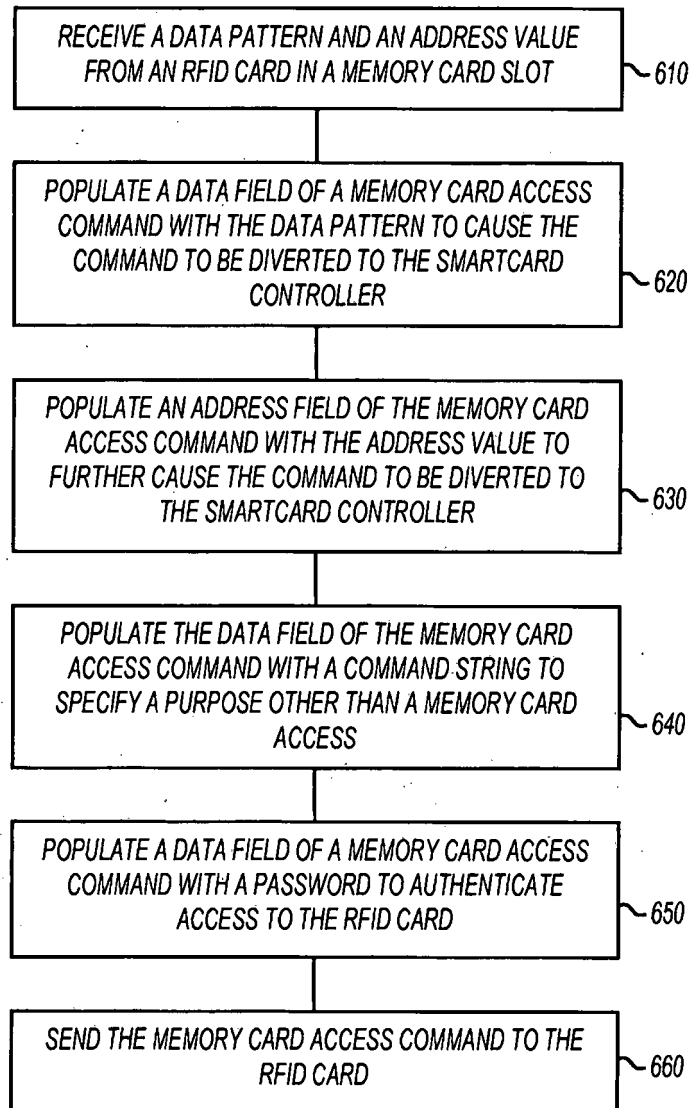 RECEIVE A DATA PATTERN AND AN ADDRESS VALUE
FROM AN RFID CARD IN A MEMORY CARD SLOT
610
POPULATE A DATA FIELD OF A MEMORY CARD ACCESS
COMMAND WITH THE DATA PATTERN TO CAUSE THE
COMMAND TO BE DIVERTED TO THE SMARTCARD
CONTROLLER
620
POPULATE AN ADDRESS FIELD OF THE MEMORY CARD
ACCESS COMMAND WITH THE ADDRESS VALUE TO
FURTHER CAUSE THE COMMAND TO BE DIVERTED TO
THE SMARTCARD CONTROLLER
630
POPULATE THE DATA FIELD OF THE MEMORY CARD
ACCESS COMMAND WITH A COMMAND STRING TO
SPECIFY A PURPOSE OTHER THAN A MEMORY CARD
ACCESS
640
POPULATE A DATA FIELD OF A MEMORY CARD ACCESS
COMMAND WITH A PASSWORD TO AUTHENTICATE
ACCESS TO THE RFID CARD
650
SEND THE MEMORY CARD ACCESS COMMAND TO THE
RFID CARD
660